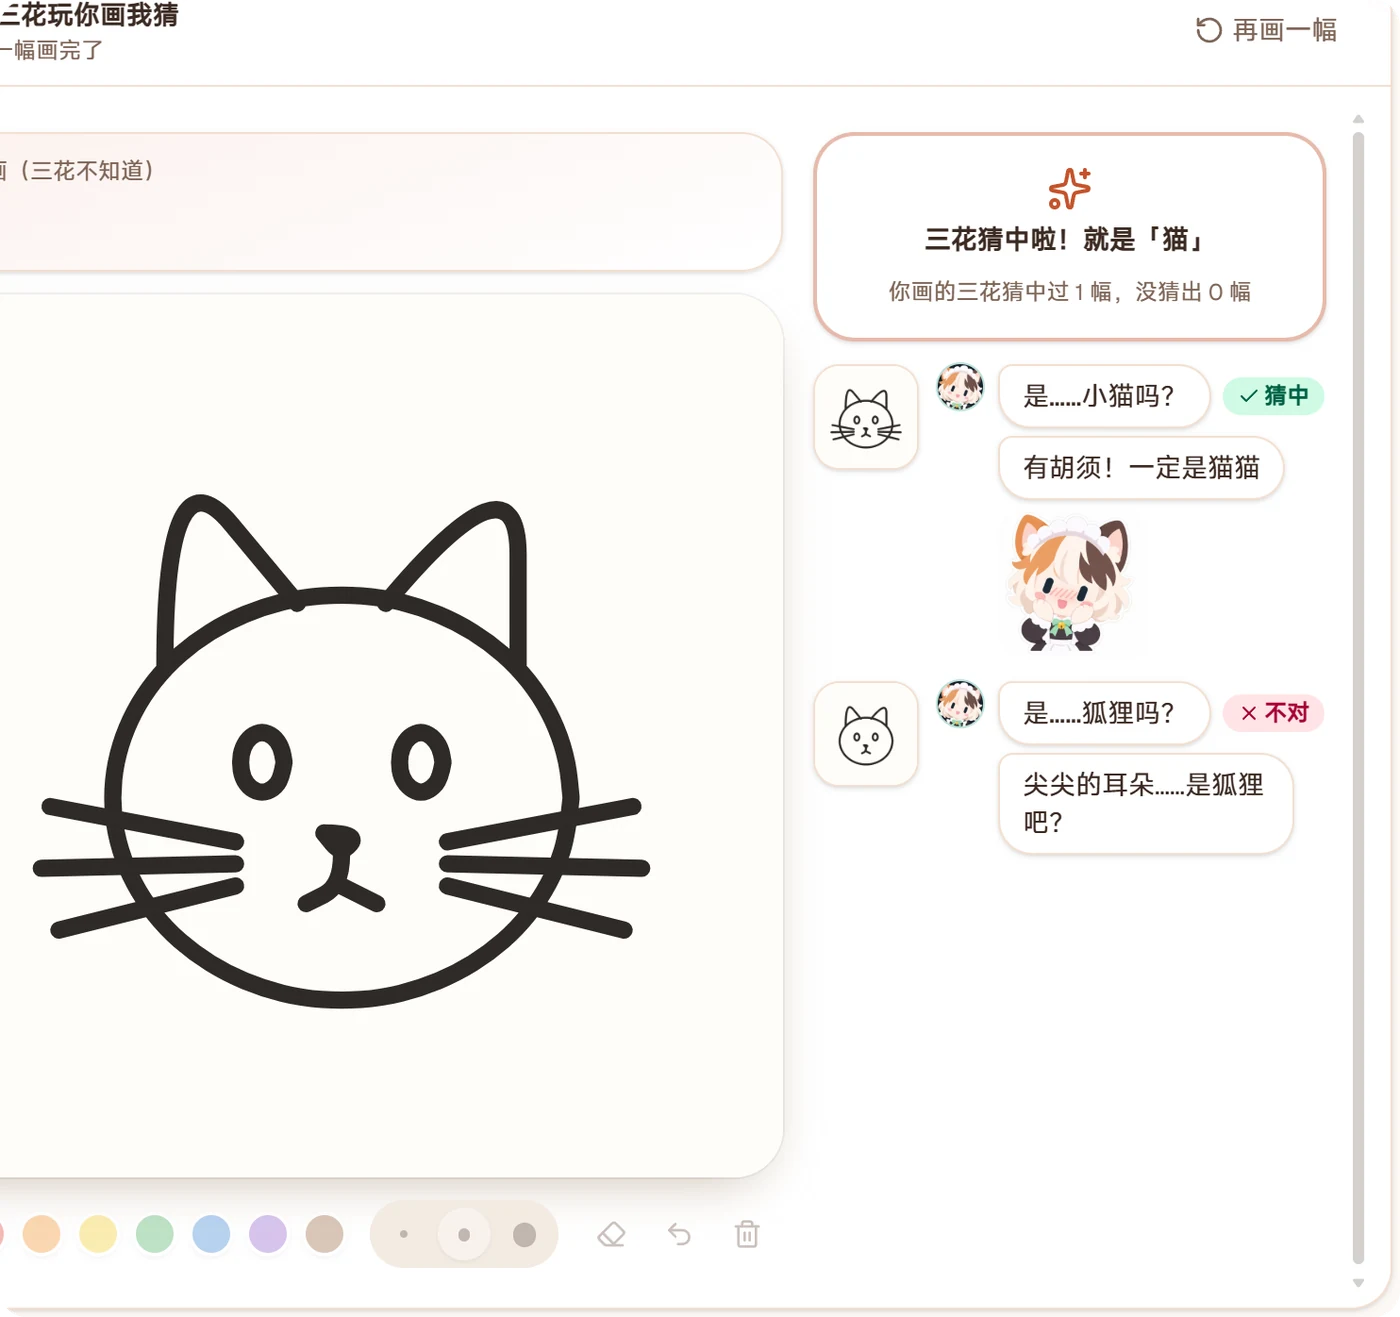 三花玩你画我猜
一幅画完了
再画一幅
画（三花不知道）
三花猜中啦！就是「猫」
你画的三花猜中过 1 幅，没猜出 0 幅
是……小猫吗？
猜中
有胡须！一定是猫猫
是……狐狸吗？
不对
尖尖的耳朵……是狐狸
吧？